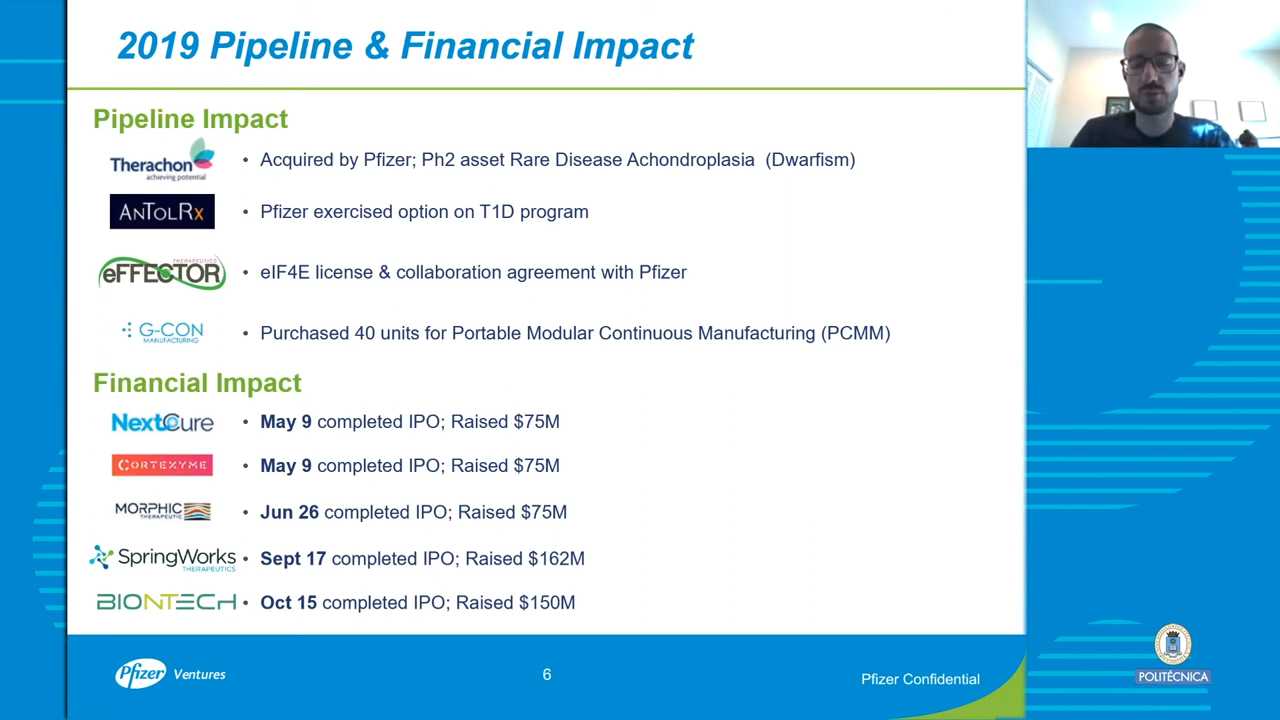 2019 Pipeline & Financial Impact
Pipeline Impact
Therachon
achieving potential
• Acquired by Pfizer; Ph2 asset Rare Disease Achondroplasia (Dwarfism)
ANTOLRX
• Pfizer exercised option on T1D program
THERAPEUTICS
eFFECTOR
• eIF4E license & collaboration agreement with Pfizer
G-CON
MANUFACTURING
• Purchased 40 units for Portable Modular Continuous Manufacturing (PCMM)
Financial Impact
NextCure
• May 9 completed IPO; Raised $75M
CORTEXYME
• May 9 completed IPO; Raised $75M
MORPHIC
THERAPEUTIC
• Jun 26 completed IPO; Raised $75M
SpringWorks
THERAPEUTICS
• Sept 17 completed IPO; Raised $162M
BIONTECH
• Oct 15 completed IPO; Raised $150M
Pfizer Ventures
6
Pfizer Confidential
POLITÉCNICA